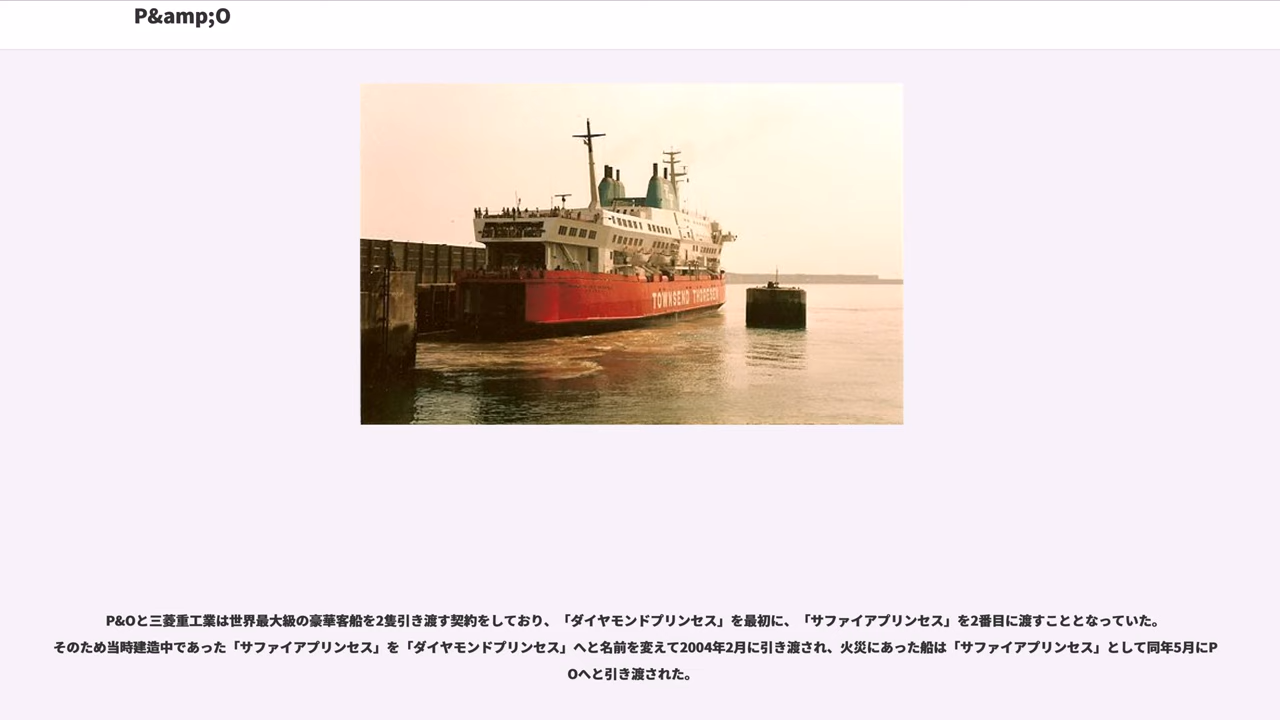 P&amp;O
TOWNSEND THORESEN
P&Oと三菱重工業は世界最大級の豪華客船を2隻引き渡す契約をしており、「ダイヤモンドプリンセス」を最初に、「サファイアプリンセス」を2番目に渡すこととなっていた。
そのため当時建造中であった「サファイアプリンセス」を「ダイヤモンドプリンセス」へと名前を変えて2004年2月に引き渡され、火災にあった船は「サファイアプリンセス」として同年5月にP
Oへと引き渡された。